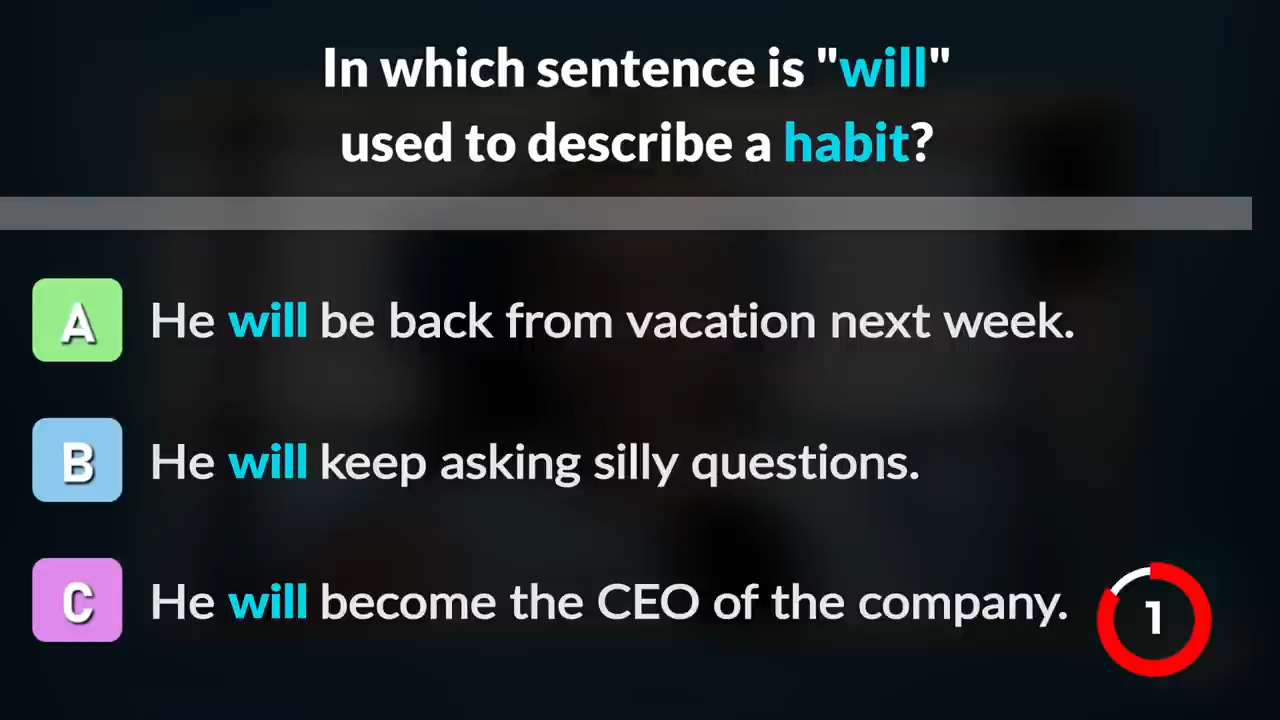 In which sentence is "will"
used to describe a habit?
A He will be back from vacation next week.
B He will keep asking silly questions.
C He will become the CEO of the company.
1